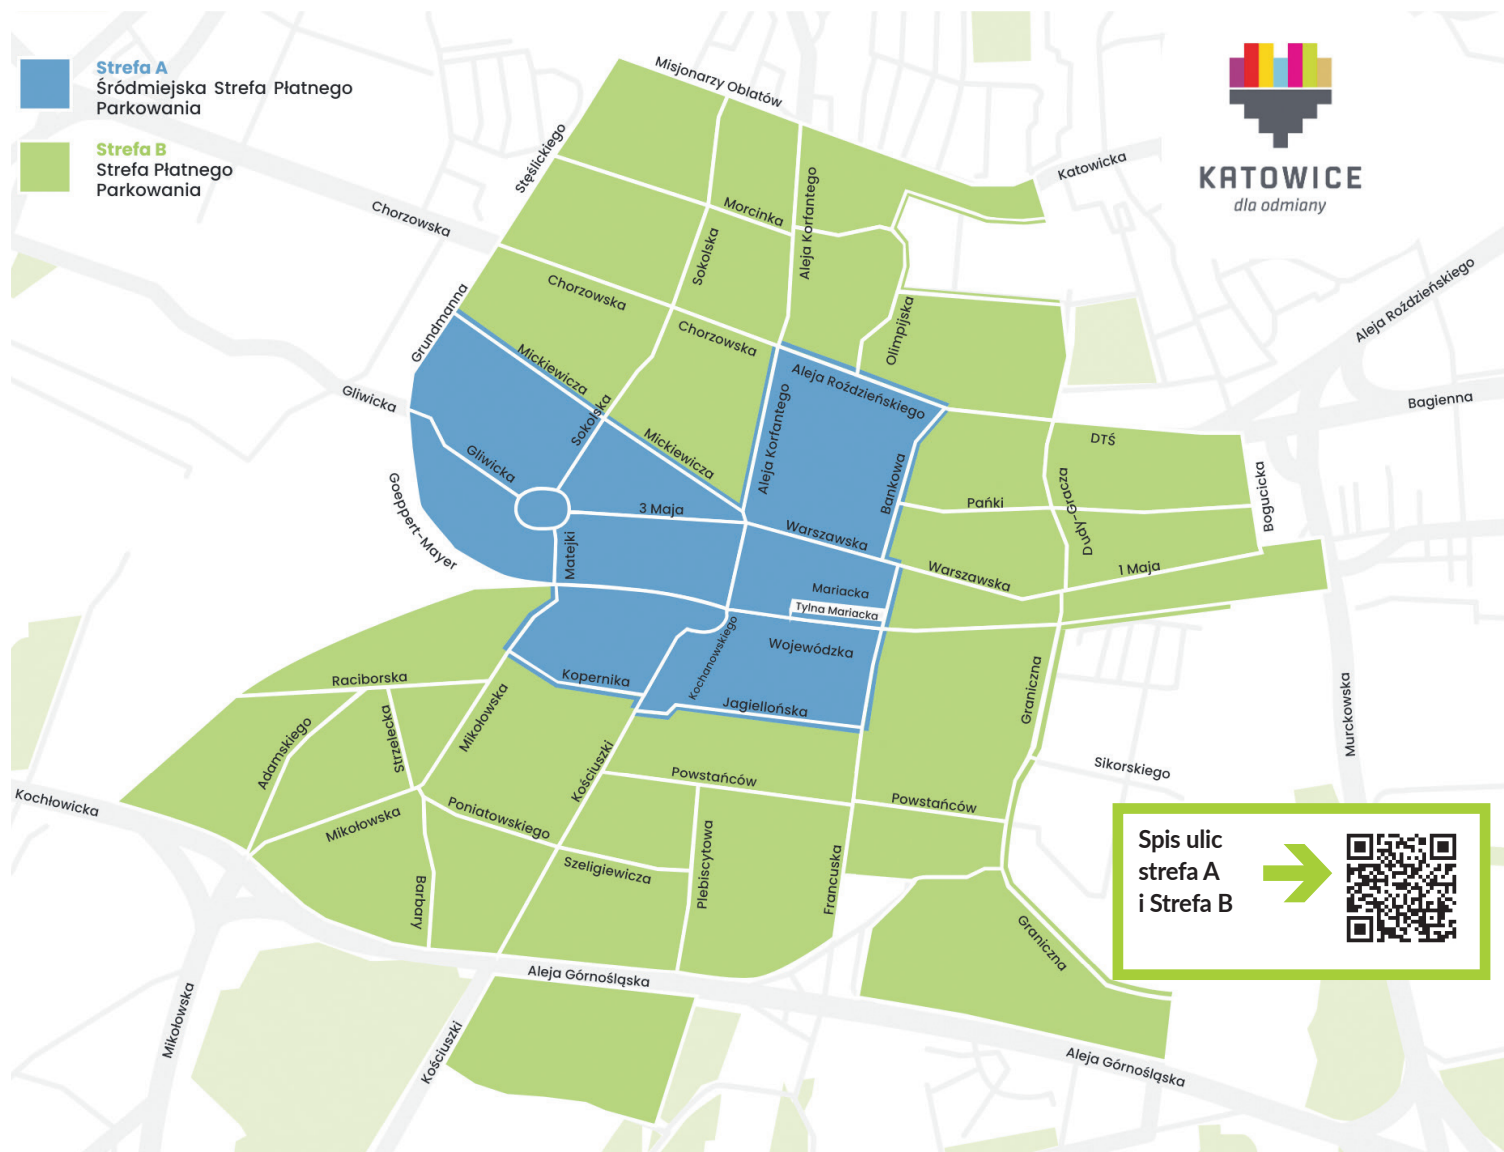 Strefa A
Śródmiejska Strefa Płatnego
Parkowania
Strefa B
Strefa Płatnego
Parkowania
KATOWICE
dla odmiany
Misjonarzy Oblatów
Stęślickiego
Katowicka
Chorzowska
Morcinka
Aleja Korfantego
Sokolska
Chorzowska
Chorzowska
Olimpijska
Aleja Roździeńskiego
Grundmanna
Mickiewicza
Aleja Roździeńskiego
Gliwicka
Bagienna
Sokolska
Aleja Korfantego
DTŚ
Mickiewicza
Gliwicka
Bankowa
Bogucicka
Goeppert-Mayer
3 Maja
Pańki
Dudy-Gracza
Warszawska
Matejki
Warszawska
1 Maja
Mariacka
Tylna Mariacka
Kochanowskiego
Wojewódzka
Raciborska
Kopernika
Graniczna
Jagiellońska
Murckowska
Adamskiego
Strzelecka
Mikołowska
Kościuszki
Powstańców
Sikorskiego
Powstańców
Kochłowicka
Mikołowska
Poniatowskiego
Plebiscytowa
Szeligiewicza
Francuska
Barbary
Spis ulic
strefa A
i Strefa B
Graniczna
Aleja Górnośląska
Mikołowska
Kościuszki
Aleja Górnośląska